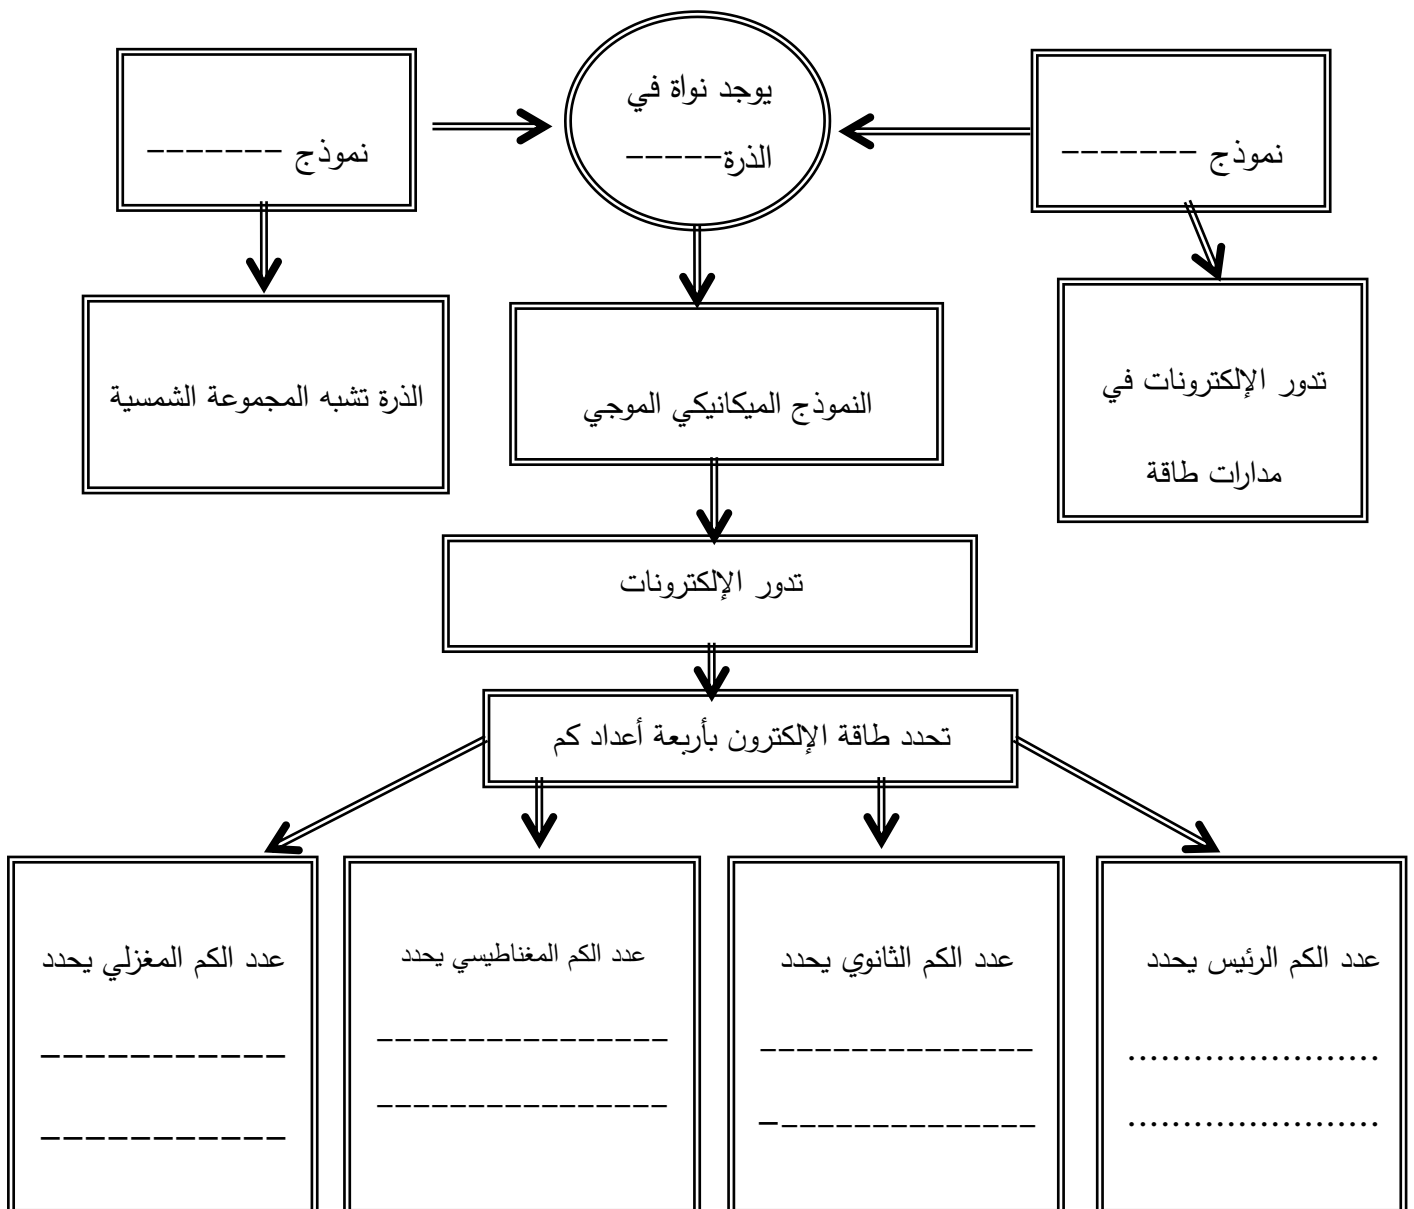 يوجد نواة في
الذرة-----
نموذج -------
نموذج -------
تدور الإلكترونات في
مدارات طاقة
النموذج الميكانيكي الموجي
الذرة تشبه المجموعة الشمسية
تدور الإلكترونات
تحدد طاقة الإلكترون بأربعة أعداد كم
عدد الكم الرئيس يحدد
.......................
.......................
عدد الكم الثانوي يحدد
---------------
---------------
عدد الكم المغناطيسي يحدد
----------------
----------------
عدد الكم المغزلي يحدد
-----------
-----------